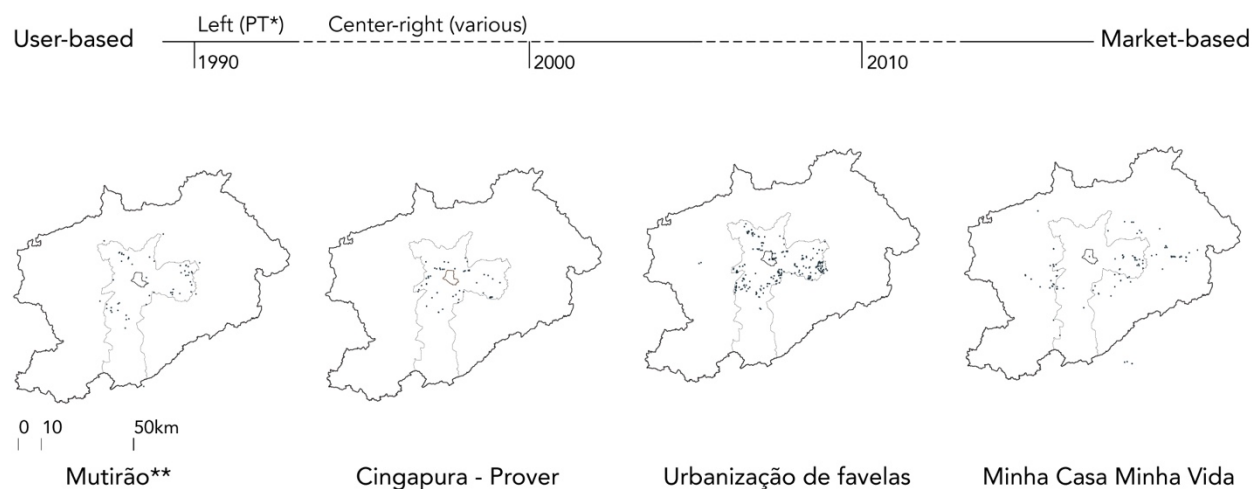 User-based Left (PT*) Center-right (various) Market-based
1990 2000 2010
0 10 50km
Mutirão** Cingapura - Prover Urbanização de favelas Minha Casa Minha Vida